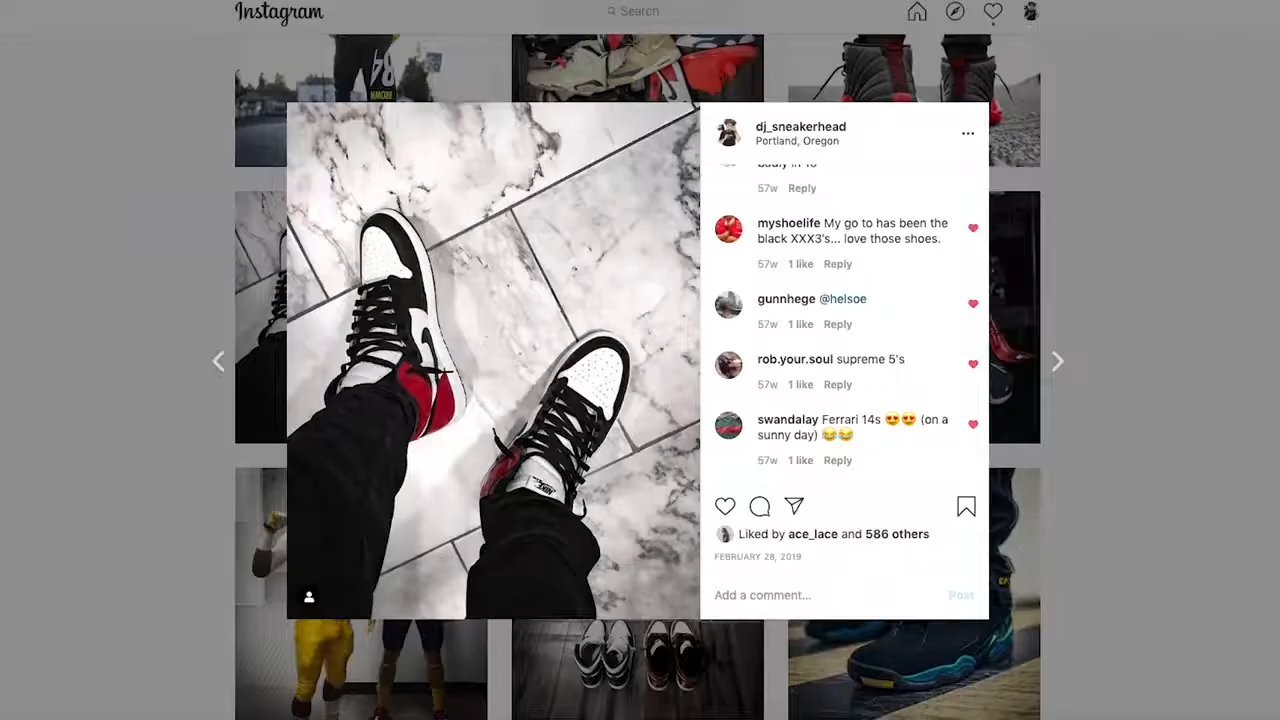 Instagram
Search
84
BROWN
dj_sneakerhead
Portland, Oregon
57w Reply
myshoelife My go to has been the
black XXX3's... love those shoes.
57w 1 like Reply
gunnhege @helsoe
57w 1 like Reply
rob.your.soul supreme 5's
57w 1 like Reply
swandalay Ferrari 14s 😍😍 (on a
sunny day) 😂😂
57w 1 like Reply
Liked by ace_lace and 586 others
FEBRUARY 28, 2019
Add a comment... Post
NIKE